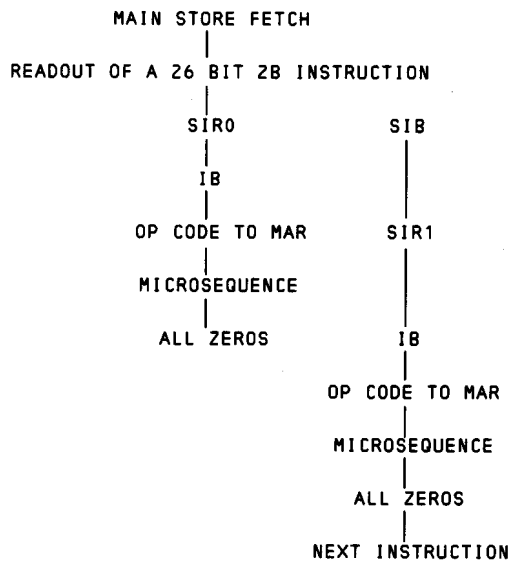 MAIN STORE FETCH
READOUT OF A 26 BIT 2B INSTRUCTION
SIR0 SIB
IB
OP CODE TO MAR SIR1
MICROSEQUENCE
ALL ZEROS IB
OP CODE TO MAR
MICROSEQUENCE
ALL ZEROS
NEXT INSTRUCTION